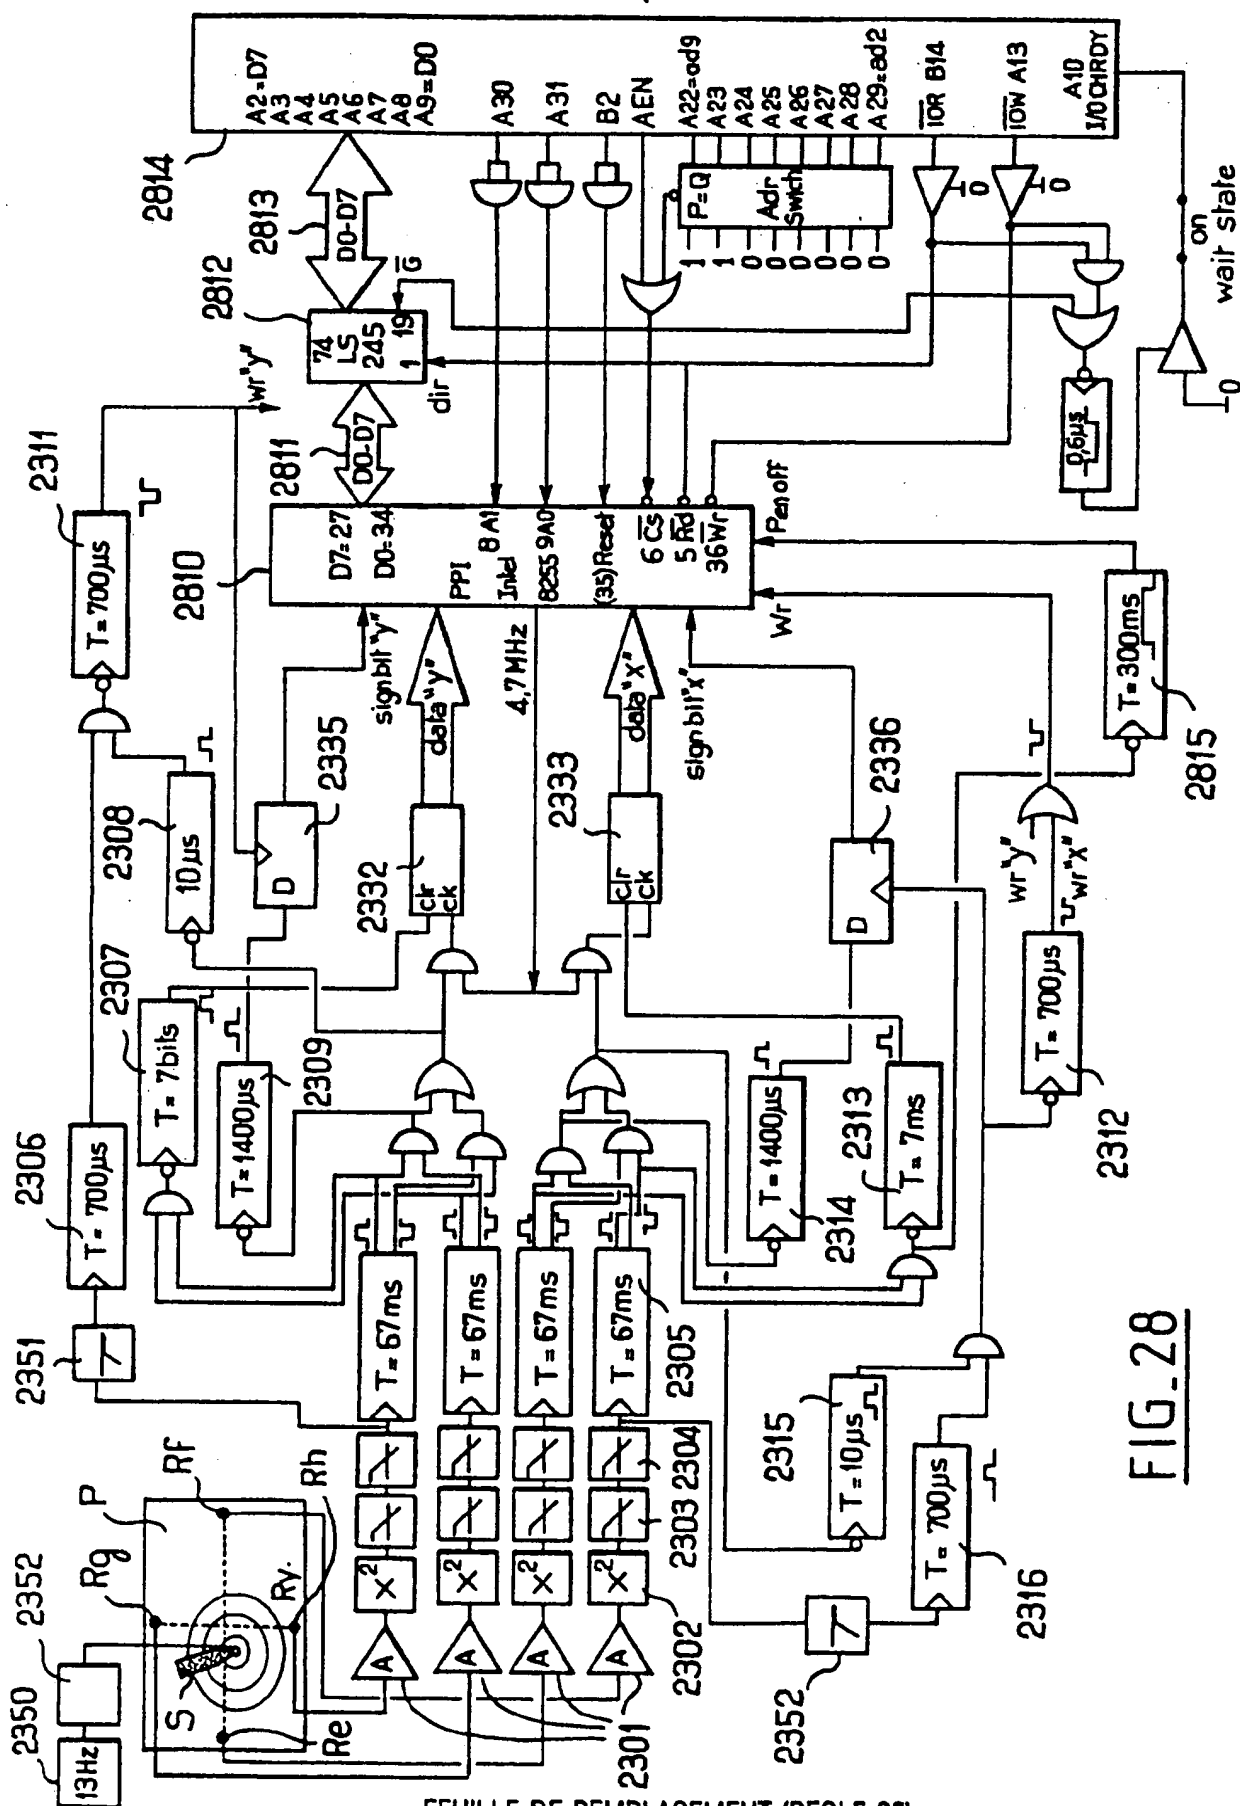 2814
A2=D7
A3
A4
A5
A6
A7
A8
A9=D0
A30
A31
B2
AEN
A22=ad9
A23
A24
A25
A26
A27
A28
A29=ad2
IOR B14
IOW A13
A10
I/O CHRDY
2813
D0-D7
2812
74
LS
245
1
19
G
dir
P=Q
Adr
Swtch
1
1
0
0
0
0
0
0
0
0
on
wait state
0
0,6µs
2811
D0-D7
wr"y"
2311
T=700µs
2810
D7=27
D0=34
PPI
Intel
8255
8 A1
9A0
(35)Reset
6 Cs
5 Rd
36 Wr
Pen off
Wr
sign bit "y"
data "y"
4,7MHz
data "x"
sign bit "x"
2308
10µs
2335
D
2332
clr
ck
2333
clr
ck
2336
D
T=300ms
2815
wr"y"
wr"x"
2307
T=7bits
2309
T=1400µs
2306
T=700µs
T=1400µs
2314
2313
T=7ms
T=700µs
2312
2351
T=67ms
T=67ms
T=67ms
T=67ms
2305
2315
T=10µs
T=700µs
2316
FIG_28
Rf
P
Rg
2352
2350
13Hz
S
Re
Ry.
Rh
X2
X2
X2
X2
2304
2303
2302
A
A
A
A
2301
2352
FEUILLE DE REMPLACEMENT (REGLE 26)